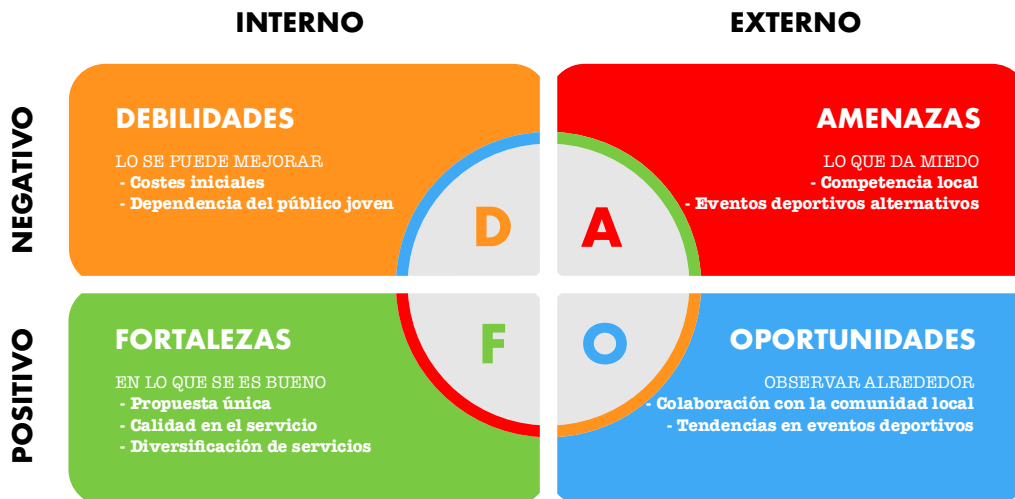 INTERNO
EXTERNO
NEGATIVO
DEBILIDADES
LO SE PUEDE MEJORAR
- Costes iniciales
- Dependencia del público joven
D
AMENAZAS
LO QUE DA MIEDO
- Competencia local
- Eventos deportivos alternativos
A
POSITIVO
FORTALEZAS
EN LO QUE SE ES BUENO
- Propuesta única
- Calidad en el servicio
- Diversificación de servicios
F
OPORTUNIDADES
OBSERVAR ALREDEDOR
- Colaboración con la comunidad local
- Tendencias en eventos deportivos
O